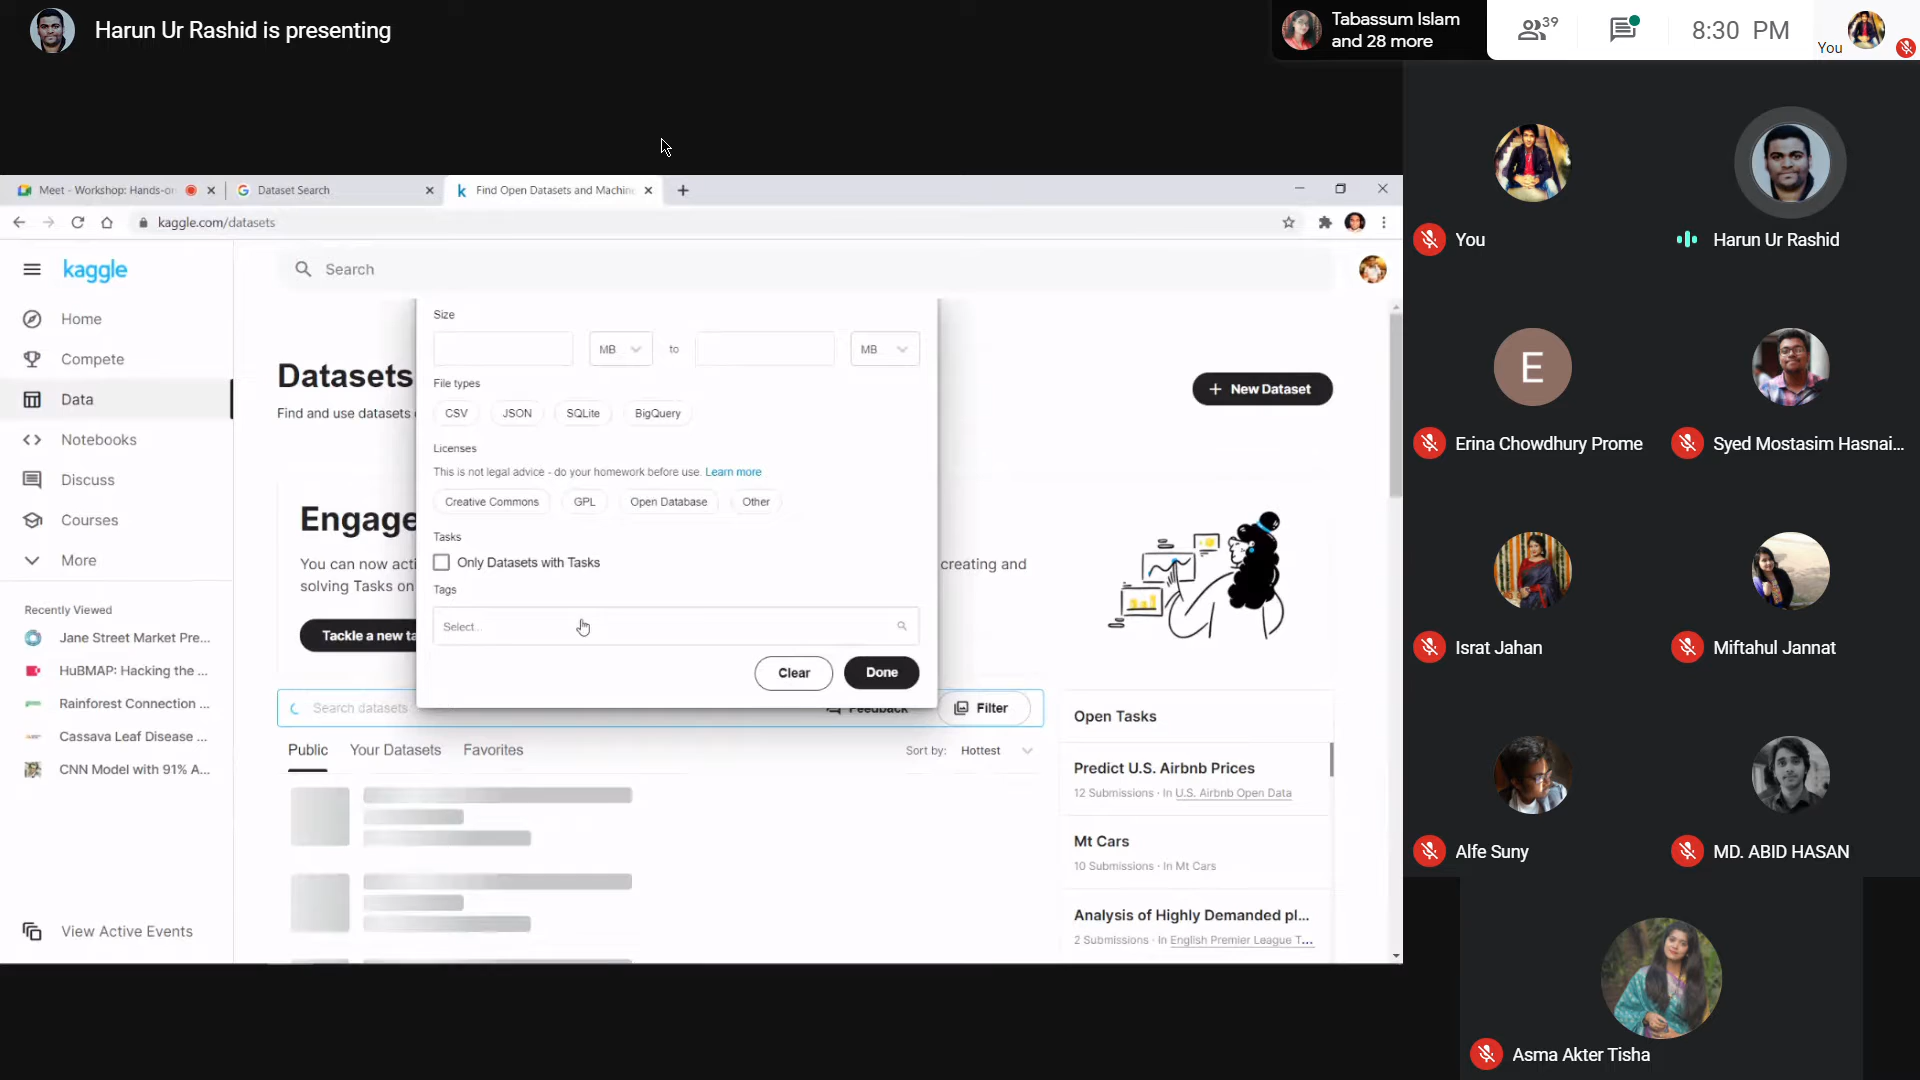 Harun Ur Rashid is presenting
Tabassum Islam
and 28 more
39
8:30 PM
You
Meet - Workshop: Hands-o
Dataset Search
Find Open Datasets and Machine
kaggle.com/datasets
kaggle
Search
Home
Compete
Data
Notebooks
Discuss
Courses
More
Recently Viewed
Jane Street Market Pre...
HuBMAP: Hacking the ...
Rainforest Connection ...
Cassava Leaf Disease ...
CNN Model with 91% A...
View Active Events
Datasets
Find and use datasets
+ New Dataset
Engage
You can now acti
creating and
solving Tasks on
Tackle a new ta
Size
MB
to
MB
File types
CSV
JSON
SQLite
BigQuery
Licenses
This is not legal advice - do your homework before use. Learn more
Creative Commons
GPL
Open Database
Other
Tasks
Only Datasets with Tasks
Tags
Select...
Clear
Done
Search datasets
Feedback
Filter
Public
Your Datasets
Favorites
Sort by:
Hottest
Open Tasks
Predict U.S. Airbnb Prices
12 Submissions · In U.S. Airbnb Open Data
Mt Cars
10 Submissions · In Mt Cars
Analysis of Highly Demanded pl...
2 Submissions · In English Premier League T...
You
Harun Ur Rashid
E
Erina Chowdhury Prome
Syed Mostasim Hasnai...
Israt Jahan
Miftahul Jannat
Alfe Suny
MD. ABID HASAN
Asma Akter Tisha